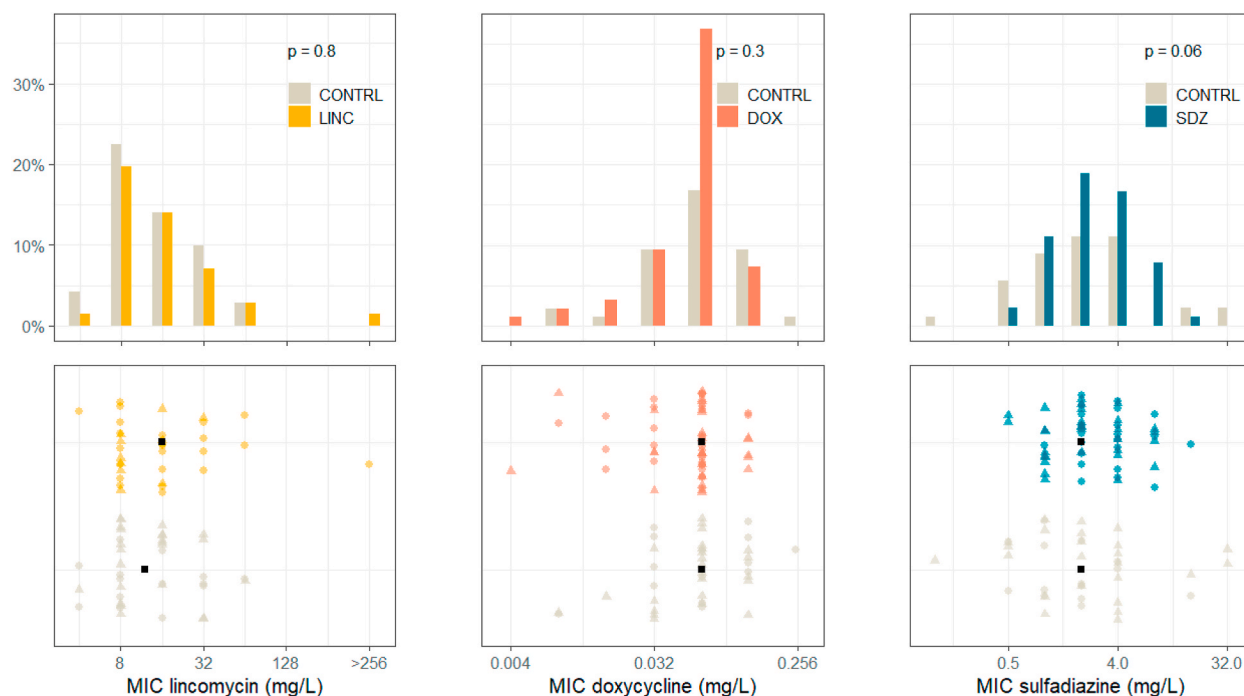 p = 0.8
CONTRL
LINC
p = 0.3
CONTRL
DOX
p = 0.06
CONTRL
SDZ
30%
20%
10%
0%
8 32 128 >256
MIC lincomycin (mg/L)
0.004 0.032 0.256
MIC doxycycline (mg/L)
0.5 4.0 32.0
MIC sulfadiazine (mg/L)